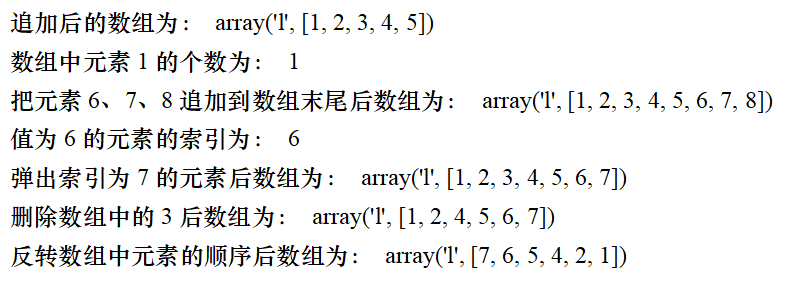 追加后的数组为： array('l', [1, 2, 3, 4, 5])
数组中元素 1 的个数为： 1
把元素 6、7、8 追加到数组末尾后数组为： array('l', [1, 2, 3, 4, 5, 6, 7, 8])
值为 6 的元素的索引为： 6
弹出索引为 7 的元素后数组为： array('l', [1, 2, 3, 4, 5, 6, 7])
删除数组中的 3 后数组为： array('l', [1, 2, 4, 5, 6, 7])
反转数组中元素的顺序后数组为： array('l', [7, 6, 5, 4, 2, 1])